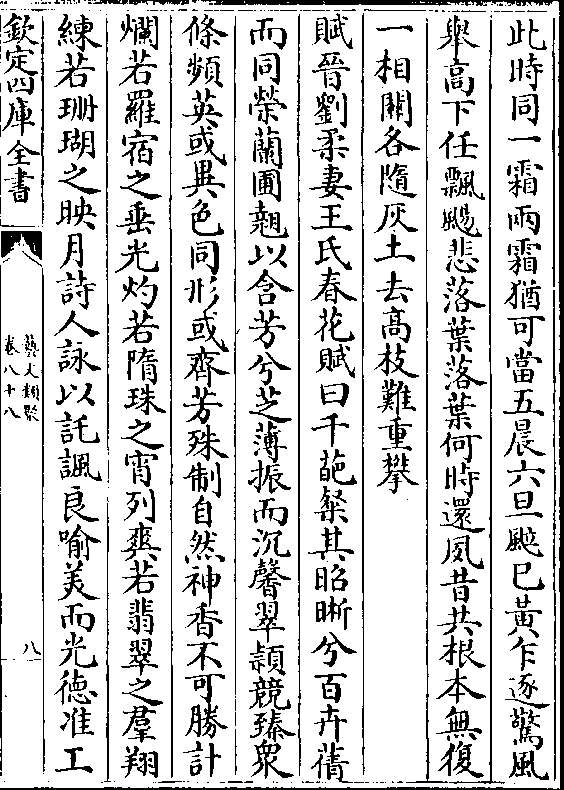 此時同一霜兩霜猶可當五晨六旦颷已黃乍逐驚風
舉高下任飄颺悲落葉落葉何時還夙昔共根本無復
一相關各隨灰土去高枝難重攀
賦晉劉柔妻王氏春花賦曰千葩粲其昭晰兮百卉蒨
而同榮蘭圃翹以含芳兮芝薄振而沉馨翠頴競臻衆
條頻英或異色同形或齊芳殊制自然神香不可勝計
爛若羅宿之垂光灼若隋珠之宵列爽若翡翠之羣翔
練若珊瑚之映月詩人詠以託諷良喻美而光德准工
欽定四庫全書
藝文類聚
卷八十八
八